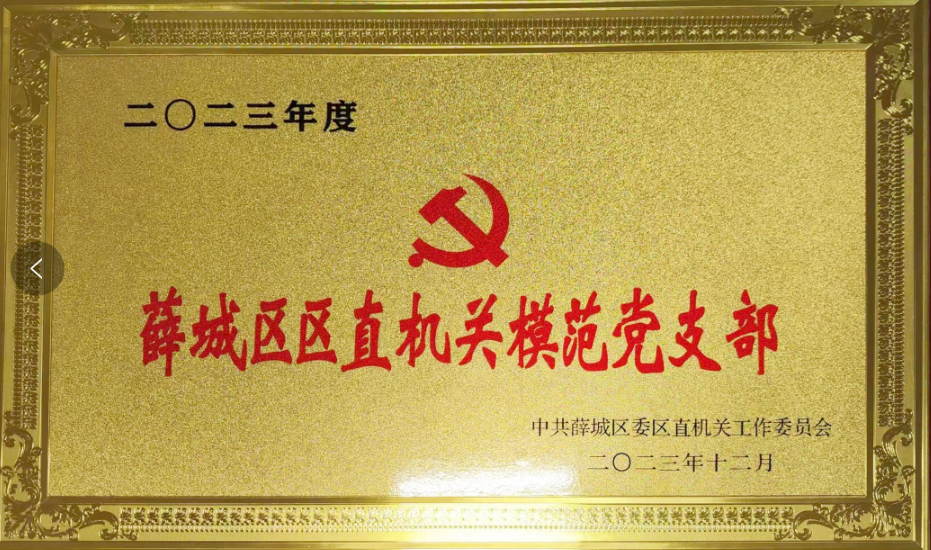 二〇二三年度
薛城区区直机关模范党支部
中共薛城区委区直机关工作委员会
二〇二三年十二月